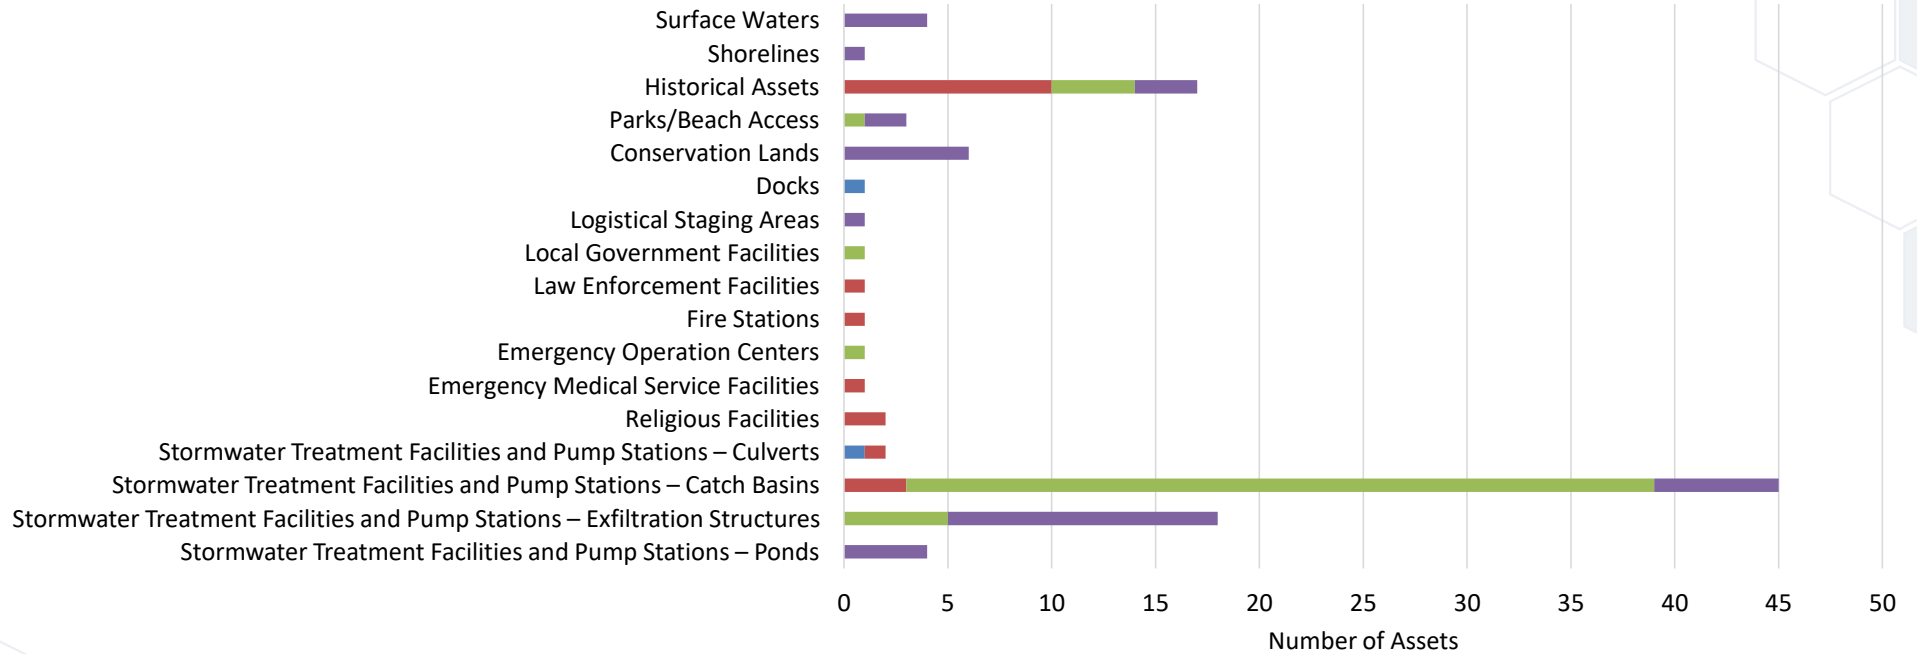 Surface Waters
Shorelines
Historical Assets
Parks/Beach Access
Conservation Lands
Docks
Logistical Staging Areas
Local Government Facilities
Law Enforcement Facilities
Fire Stations
Emergency Operation Centers
Emergency Medical Service Facilities
Religious Facilities
Stormwater Treatment Facilities and Pump Stations – Culverts
Stormwater Treatment Facilities and Pump Stations – Catch Basins
Stormwater Treatment Facilities and Pump Stations – Exfiltration Structures
Stormwater Treatment Facilities and Pump Stations – Ponds
0 5 10 15 20 25 30 35 40 45 50
Number of Assets